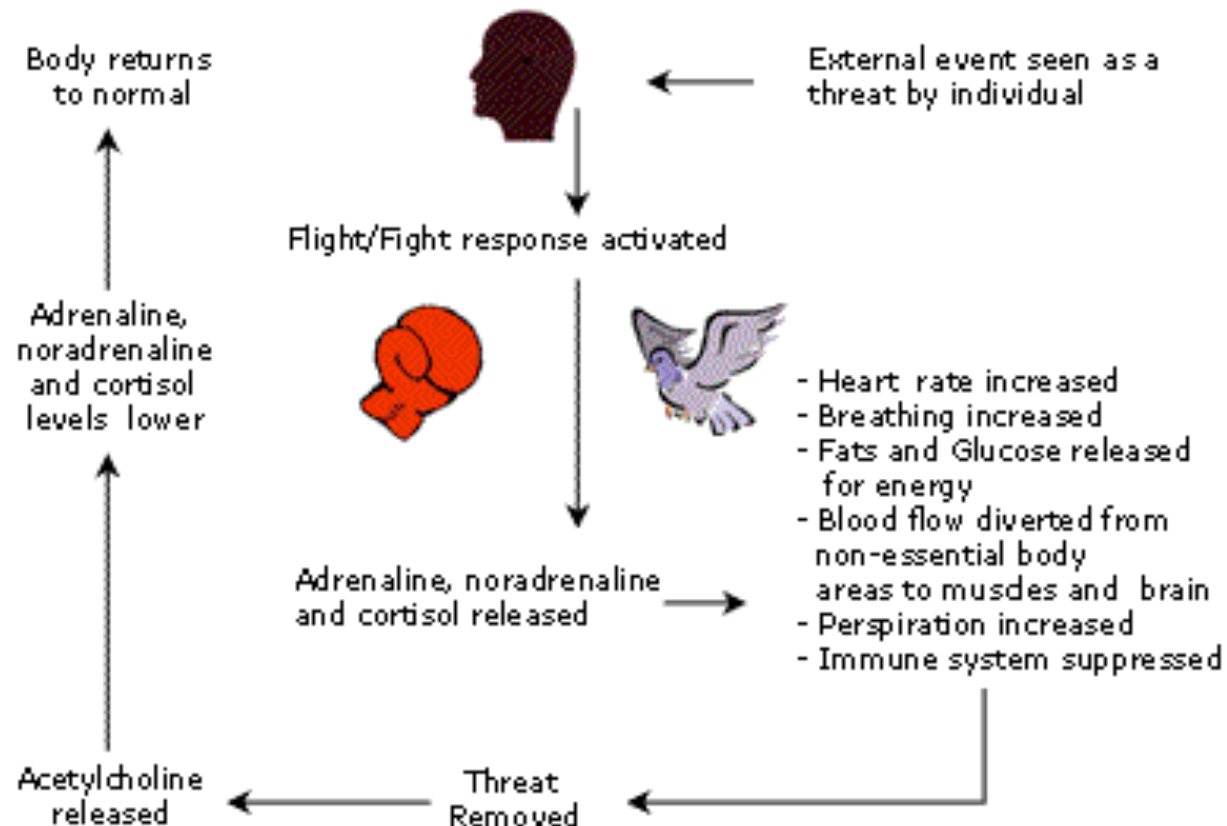 External event seen as a
threat by individual
Flight/Fight response activated
Adrenaline, noradrenaline
and cortisol released
- Heart rate increased
- Breathing increased
- Fats and Glucose released
for energy
- Blood flow diverted from
non-essential body
areas to muscles and brain
- Perspiration increased
- Immune system suppressed
Threat
Removed
Acetylcholine
released
Adrenaline,
noradrenaline
and cortisol
levels lower
Body returns
to normal